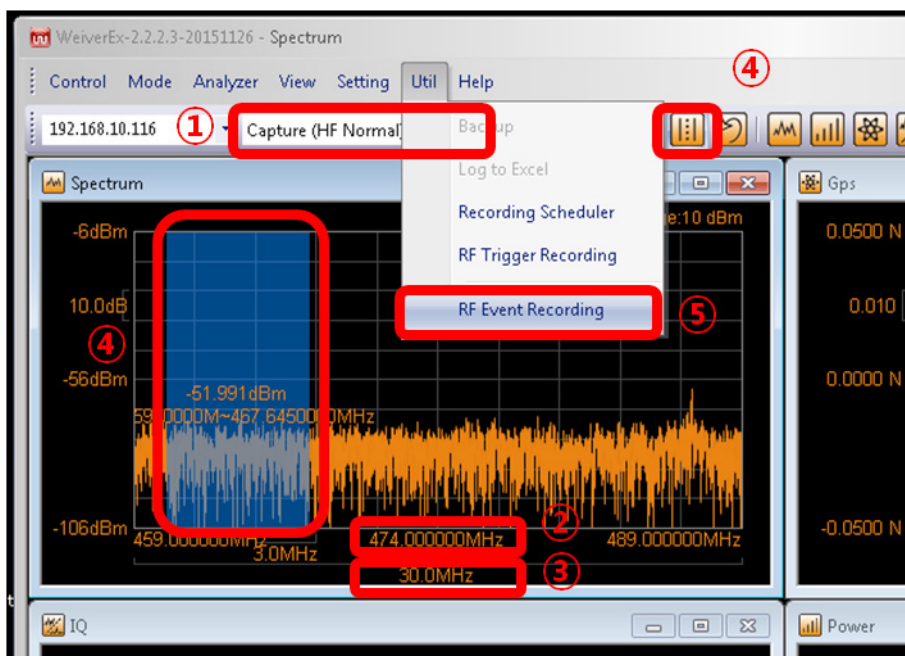 WeiverEx-2.2.2.3-20151126 - Spectrum
Control Mode Analyzer View Setting Util Help
④
192.168.10.116 ① Capture (HF Normal)
Backup
Log to Excel
Recording Scheduler
RF Trigger Recording
RF Event Recording
⑤
Spectrum
Gps
e:10 dBm
-6dBm
10.0dB
④
-56dBm
-106dBm
-51.991dBm
59.0000M~467.6450000MHz
②
459.000000MHz 474.000000MHz 489.000000MHz
3.0MHz
30.0MHz
③
0.0500 N
0.010
0.0000 N
-0.0500 N
IQ
Power